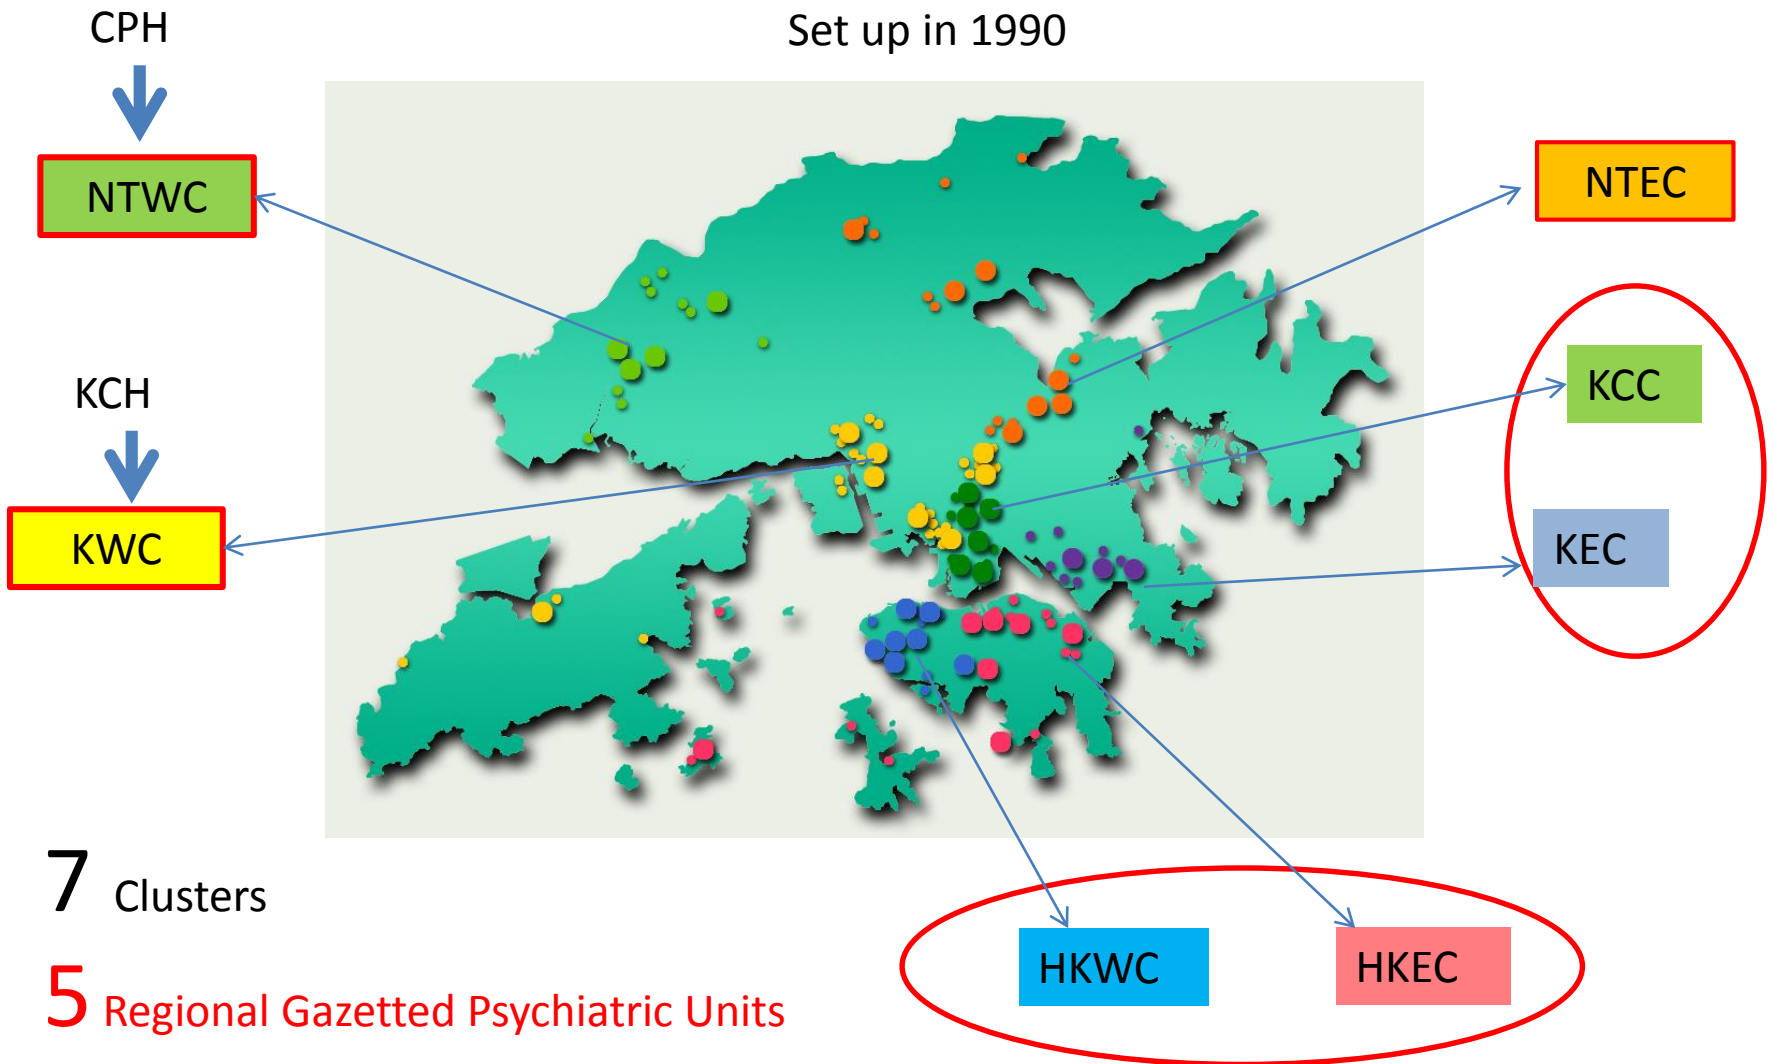 CPH
Set up in 1990
NTWC
NTEC
KCC
KCH
KWC
KEC
7 Clusters
HKWC
HKEC
5 Regional Gazetted Psychiatric Units